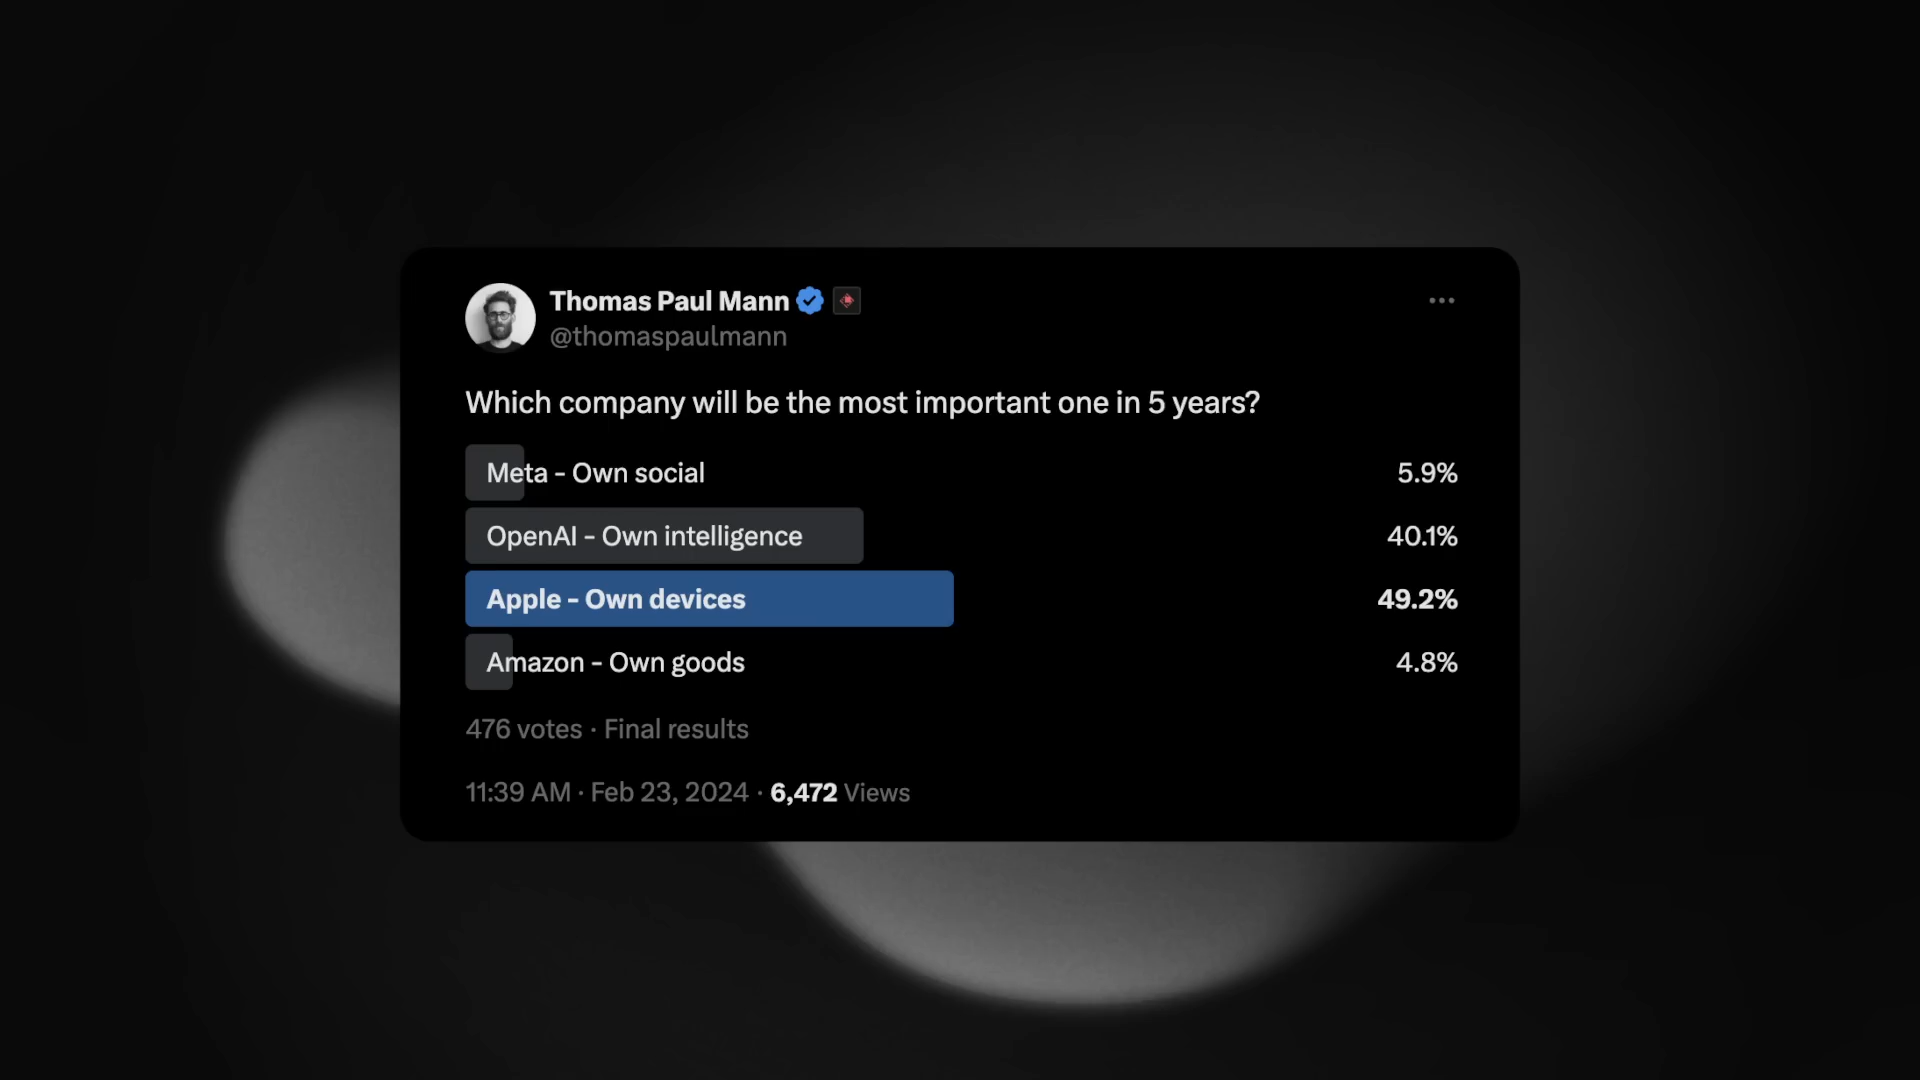 Thomas Paul Mann
@thomaspaulmann
Which company will be the most important one in 5 years?
Meta - Own social 5.9%
OpenAI - Own intelligence 40.1%
Apple - Own devices 49.2%
Amazon - Own goods 4.8%
476 votes · Final results
11:39 AM · Feb 23, 2024 · 6,472 Views